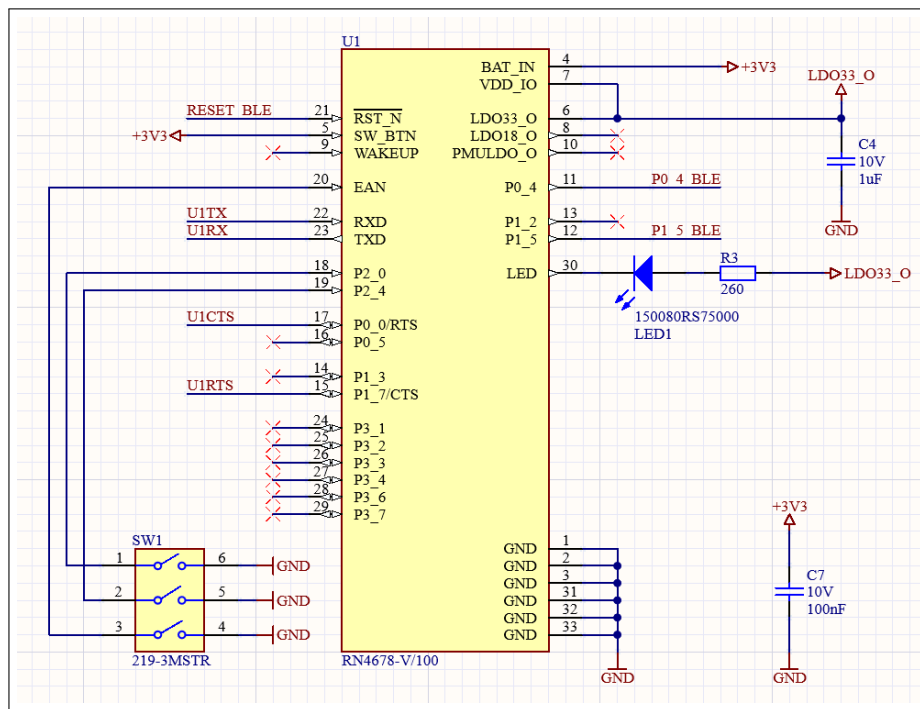 U1
BAT_IN 4 +3V3
VDD_IO 7
LDO33_O
RESET_BLE 21 RST_N LDO33_O 6
+3V3 5 SW_BTN LDO18_O 8
9 WAKEUP PMULDO_O 10
C4
10V
1uF
GND
20 EAN P0_4 11 P0_4_BLE
U1TX 22 RXD P1_2 13
U1RX 23 TXD P1_5 12 P1_5_BLE
18 P2_0 LED 30
R3
260
LDO33_O
19 P2_4
150080RS75000
LED1
U1CTS 17 P0_0/RTS
16 P0_5
14 P1_3
U1RTS 15 P1_7/CTS
24 P3_1
25 P3_2
26 P3_3
27 P3_4
28 P3_6
29 P3_7
+3V3
C7
10V
100nF
GND
SW1
1 6 GND
2 5 GND
3 4 GND
219-3MSTR
GND 1
GND 2
GND 3
GND 31
GND 32
GND 33
GND
RN4678-V/100